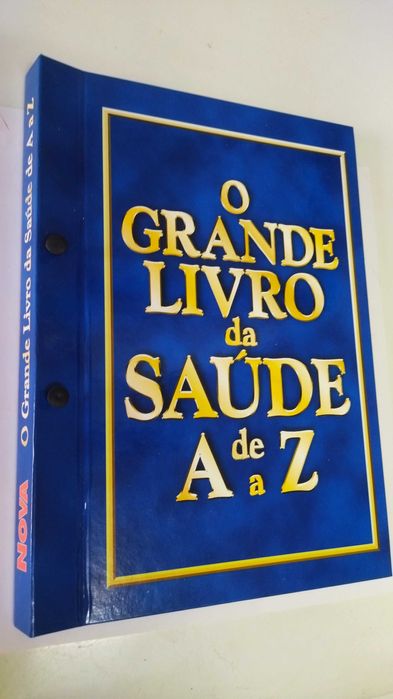 O
GRANDE
LIVRO
da
SAÚDE
de
A a Z
NOVA O Grande Livro da Saúde de A a Z